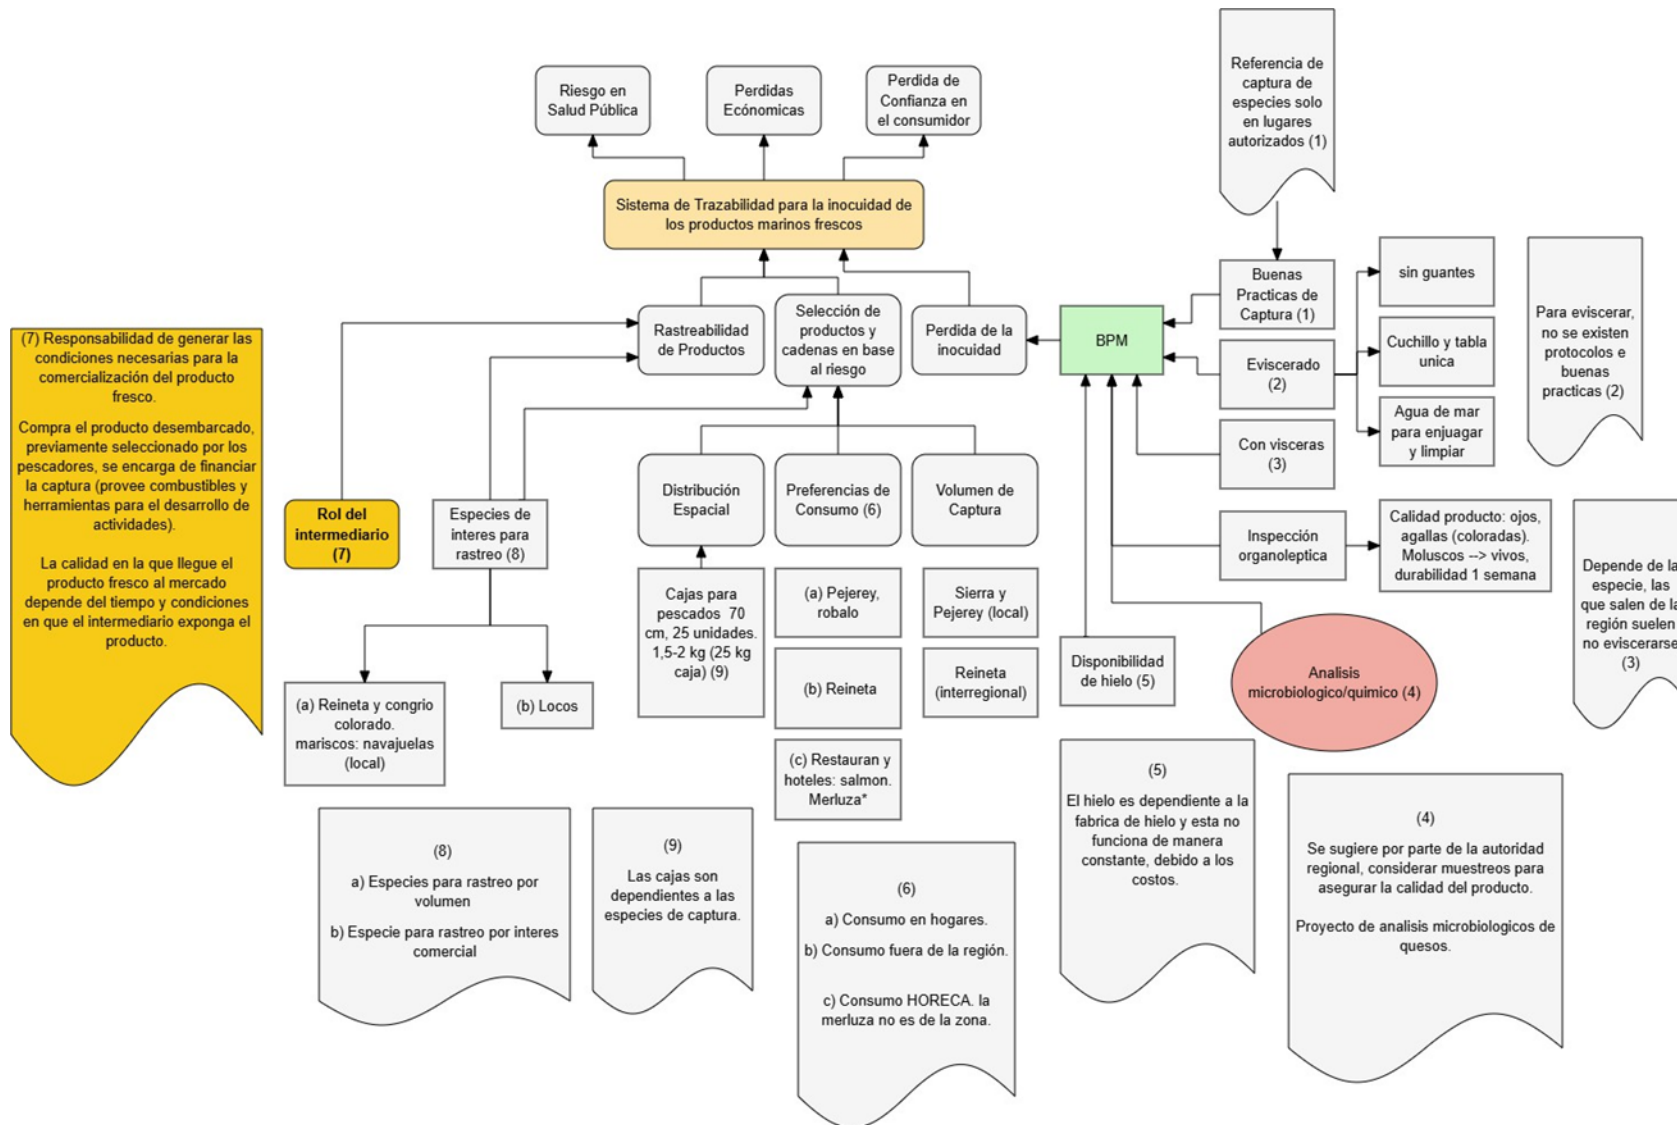 Riesgo en
Salud Pública
Perdidas
Ecónomicas
Perdida de
Confianza en
el consumidor
Referencia de
captura de
especies solo
en lugares
autorizados (1)
Sistema de Trazabilidad para la inocuidad de
los productos marinos frescos
Rastreabilidad
de Productos
Selección de
productos y
cadenas en base
al riesgo
Perdida de la
inocuidad
BPM
Buenas
Practicas de
Captura (1)
Eviscerado
(2)
Con visceras
(3)
sin guantes
Cuchillo y tabla
unica
Agua de mar
para enjuagar
y limpiar
Para eviscerar,
no se existen
protocolos e
buenas
practicas (2)
(7) Responsabilidad de generar las
condiciones necesarias para la
comercialización del producto
fresco.
Compra el producto desembarcado,
previamente seleccionado por los
pescadores, se encarga de financiar
la captura (provee combustibles y
herramientas para el desarrollo de
actividades).
La calidad en la que llegue el
producto fresco al mercado
depende del tiempo y condiciones
en que el intermediario exponga el
producto.
Rol del
intermediario
(7)
Especies de
interes para
rastreo (8)
Distribución
Espacial
Preferencias de
Consumo (6)
Volumen de
Captura
Inspección
organoleptica
Calidad producto: ojos,
agallas (coloradas).
Moluscos --> vivos,
durabilidad 1 semana
Depende de la
especie, las
que salen de la
región suelen
no eviscerarse
(3)
Cajas para
pescados 70
cm, 25 unidades.
1,5-2 kg (25 kg
caja) (9)
(a) Pejerey,
robalo
Sierra y
Pejerey (local)
(b) Reineta
Reineta
(interregional)
(c) Restauran y
hoteles: salmon.
Merluza*
Disponibilidad
de hielo (5)
Analisis
microbiologico/quimico (4)
(a) Reineta y congrio
colorado.
mariscos: navajuelas
(local)
(b) Locos
(8)
a) Especies para rastreo por
volumen
b) Especie para rastreo por interes
comercial
(9)
Las cajas son
dependientes a las
especies de captura.
(6)
a) Consumo en hogares.
b) Consumo fuera de la región.
c) Consumo HORECA. la
merluza no es de la zona.
(5)
El hielo es dependiente a la
fabrica de hielo y esta no
funciona de manera
constante, debido a los
costos.
(4)
Se sugiere por parte de la autoridad
regional, considerar muestreos para
asegurar la calidad del producto.
Proyecto de analisis microbiologicos de
quesos.